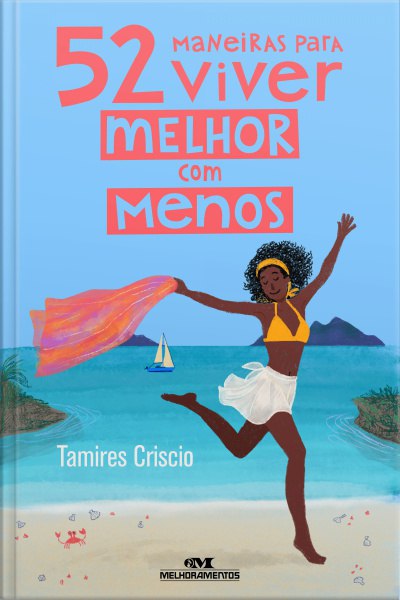 52 MANEIRAS PARA
viver
MELHOR
com
MENOS
Tamires Criscio
M
MELHORAMENTOS